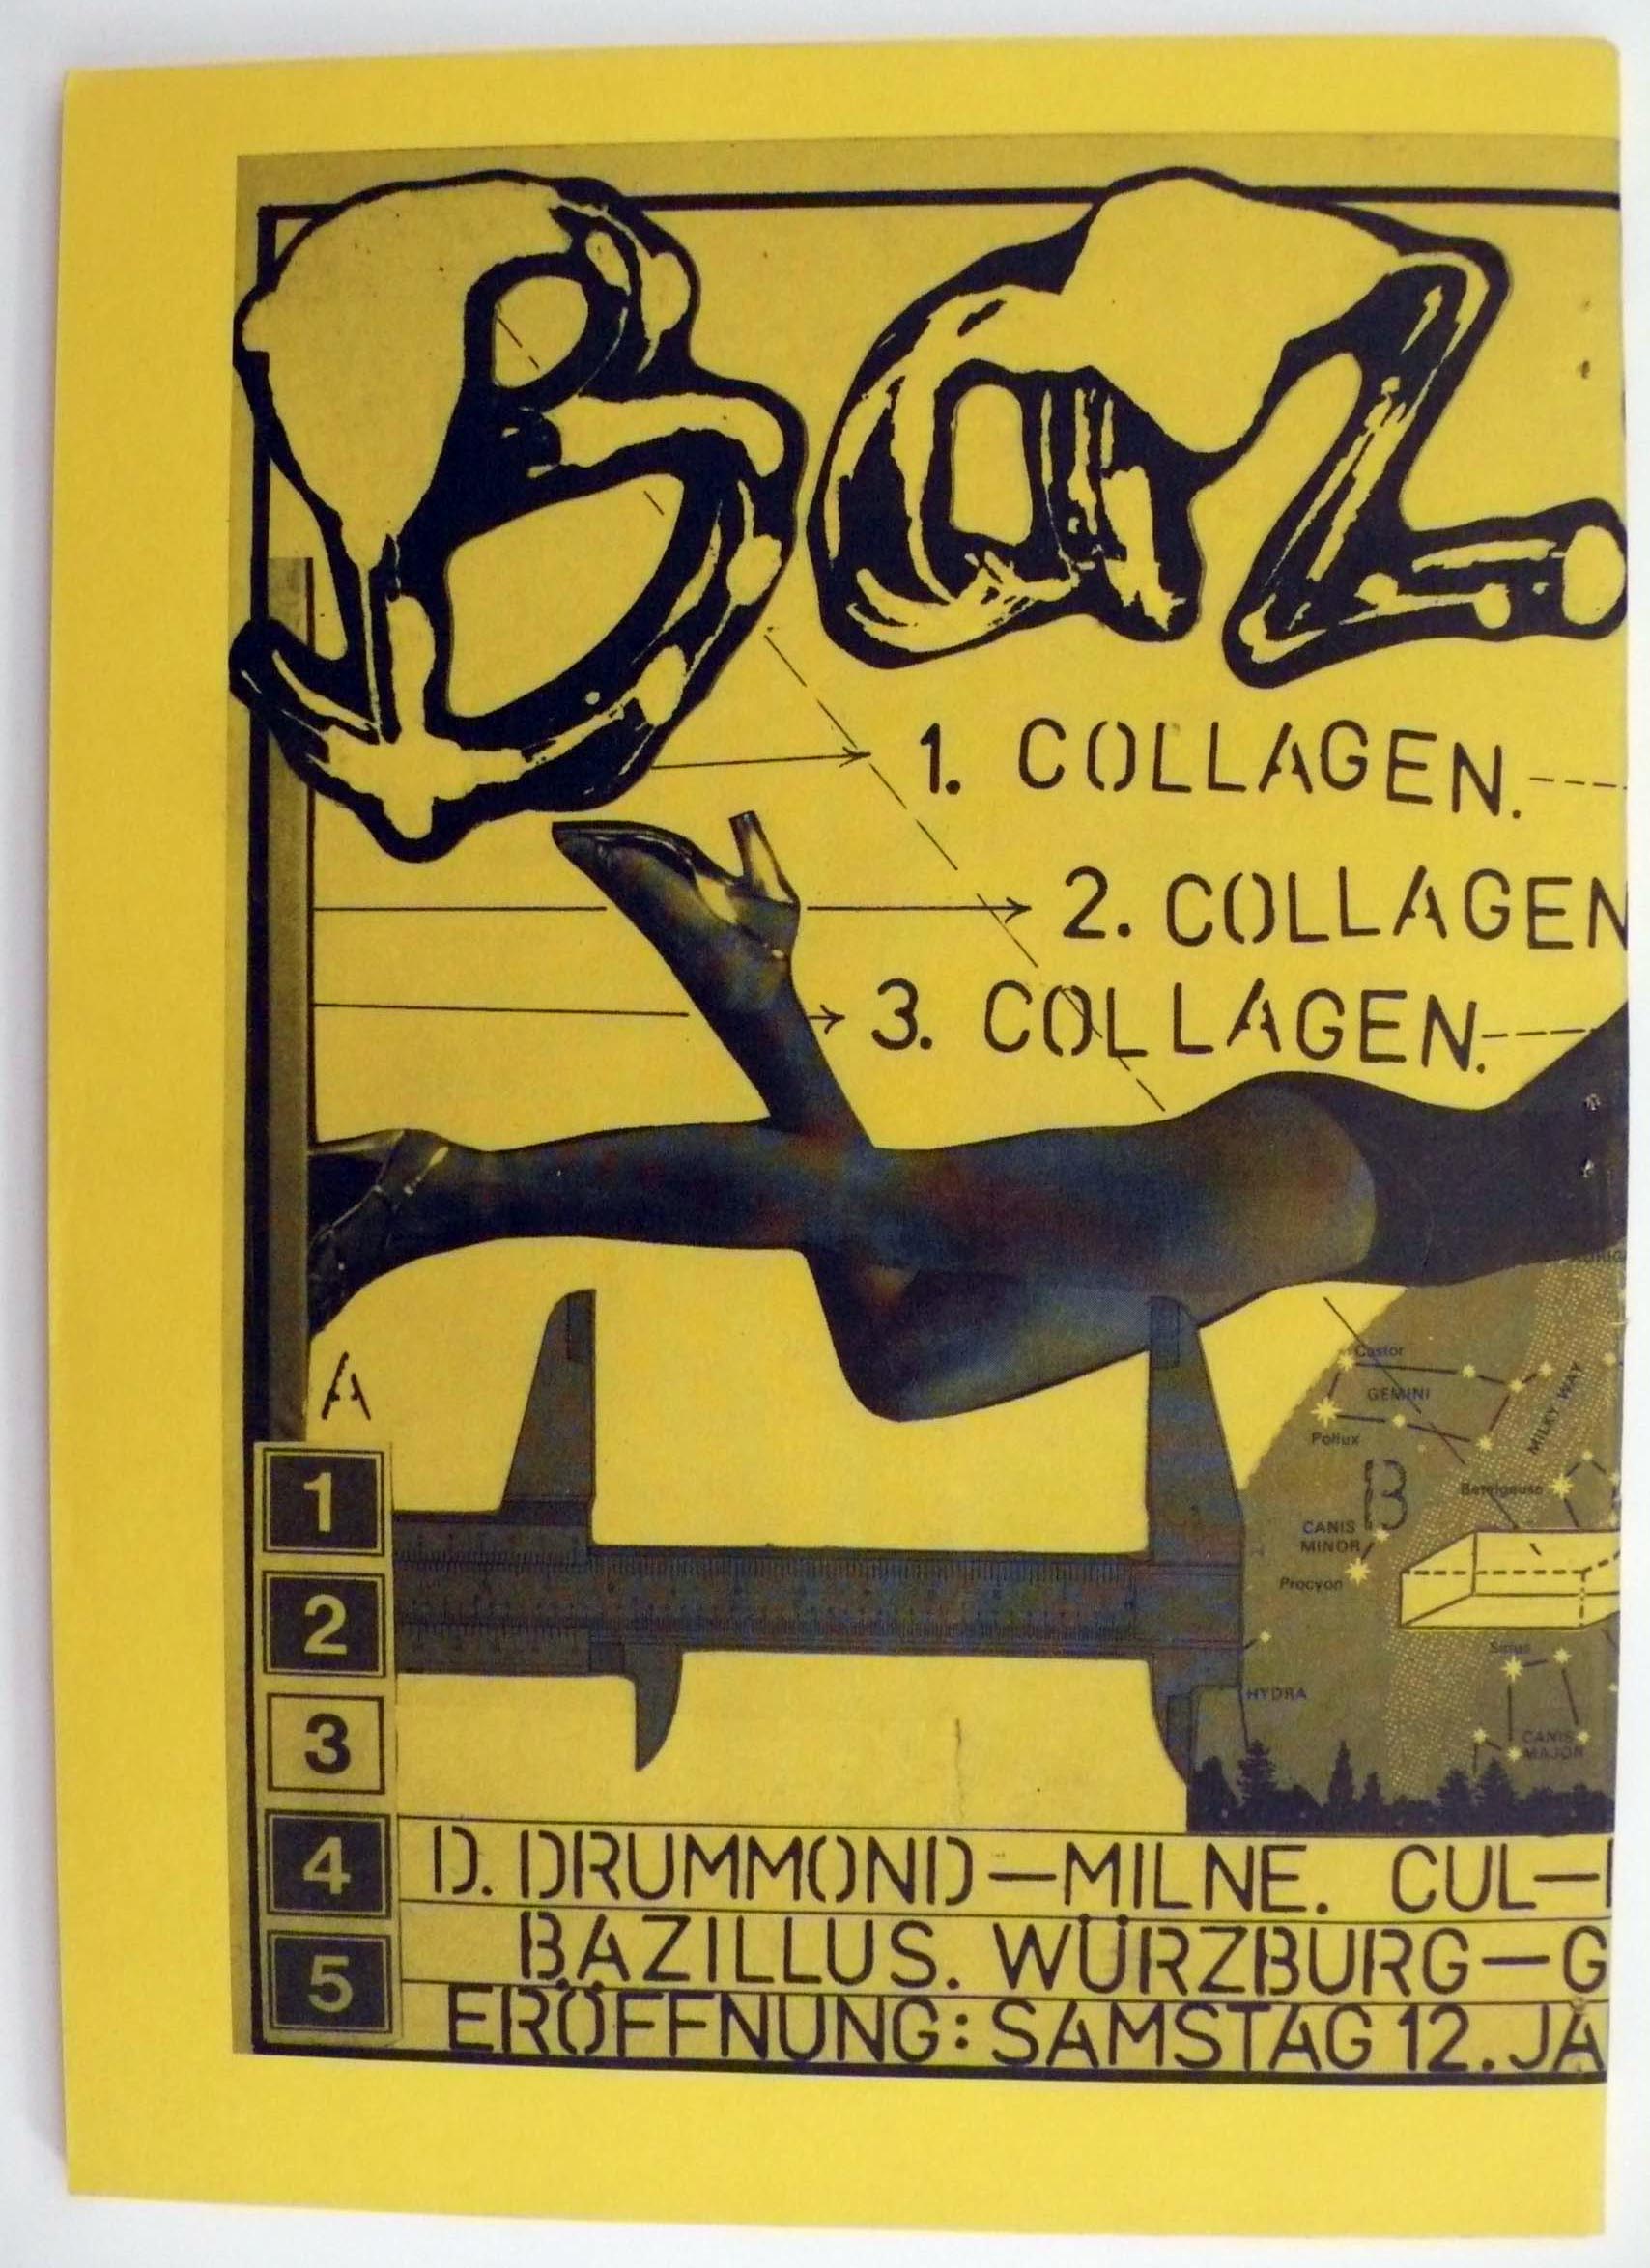 Baz
1. COLLAGEN.
2. COLLAGEN
3. COLLAGEN.
A
Castor
GEMINI
Pollux
MILKY WAY
B
Betelgeuse
CANIS
MINOR
Procyon
Sirius
HYDRA
CANIS
MAJOR
1
2
3
4
5
D. DRUMMOND—MILNE. CUL—
BAZILLUS. WÜRZBURG—G
ERÖFFNUNG: SAMSTAG 12. JA